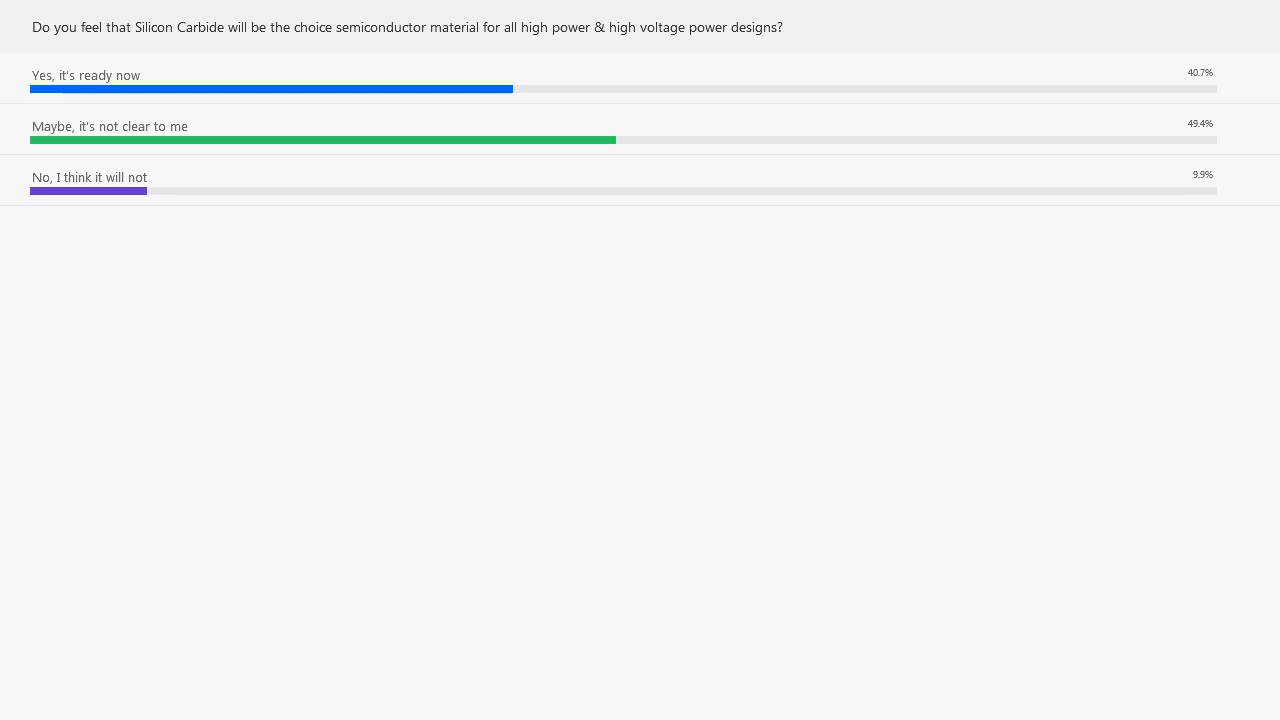 Do you feel that Silicon Carbide will be the choice semiconductor material for all high power & high voltage power designs?
Yes, it's ready now
40.7%
Maybe, it's not clear to me
49.4%
No, I think it will not
9.9%